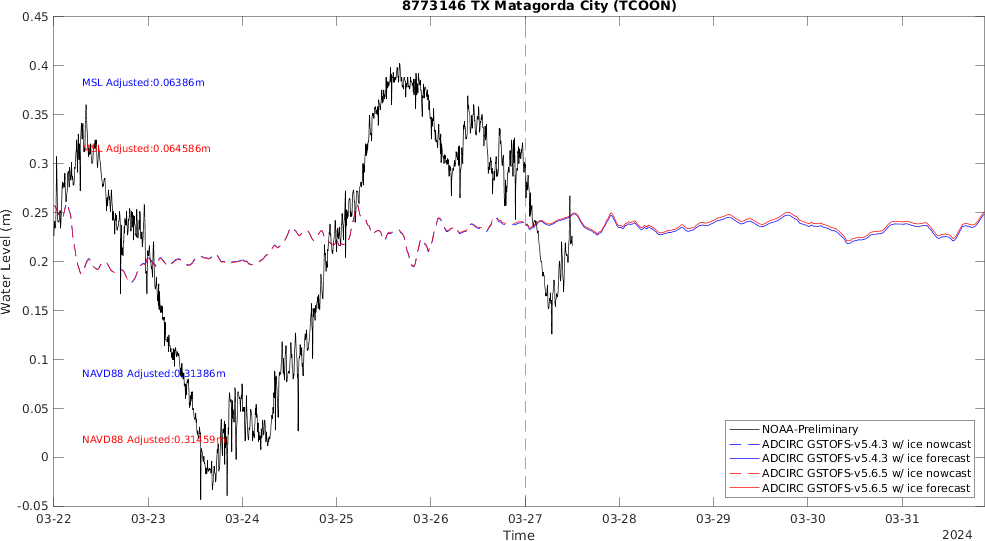 8773146 TX Matagorda City (TCOON)
Water Level (m)
0.45
0.4
0.35
0.3
0.25
0.2
0.15
0.1
0.05
0
-0.05
MSL Adjusted:0.06386m
MSL Adjusted:0.064586m
NAVD88 Adjusted:0.31386m
NAVD88 Adjusted:0.31459m
NOAA-Preliminary
ADCIRC GSTOFS-v5.4.3 w/ ice nowcast
ADCIRC GSTOFS-v5.4.3 w/ ice forecast
ADCIRC GSTOFS-v5.6.5 w/ ice nowcast
ADCIRC GSTOFS-v5.6.5 w/ ice forecast
03-22 03-23 03-24 03-25 03-26 03-27 03-28 03-29 03-30 03-31
Time
2024